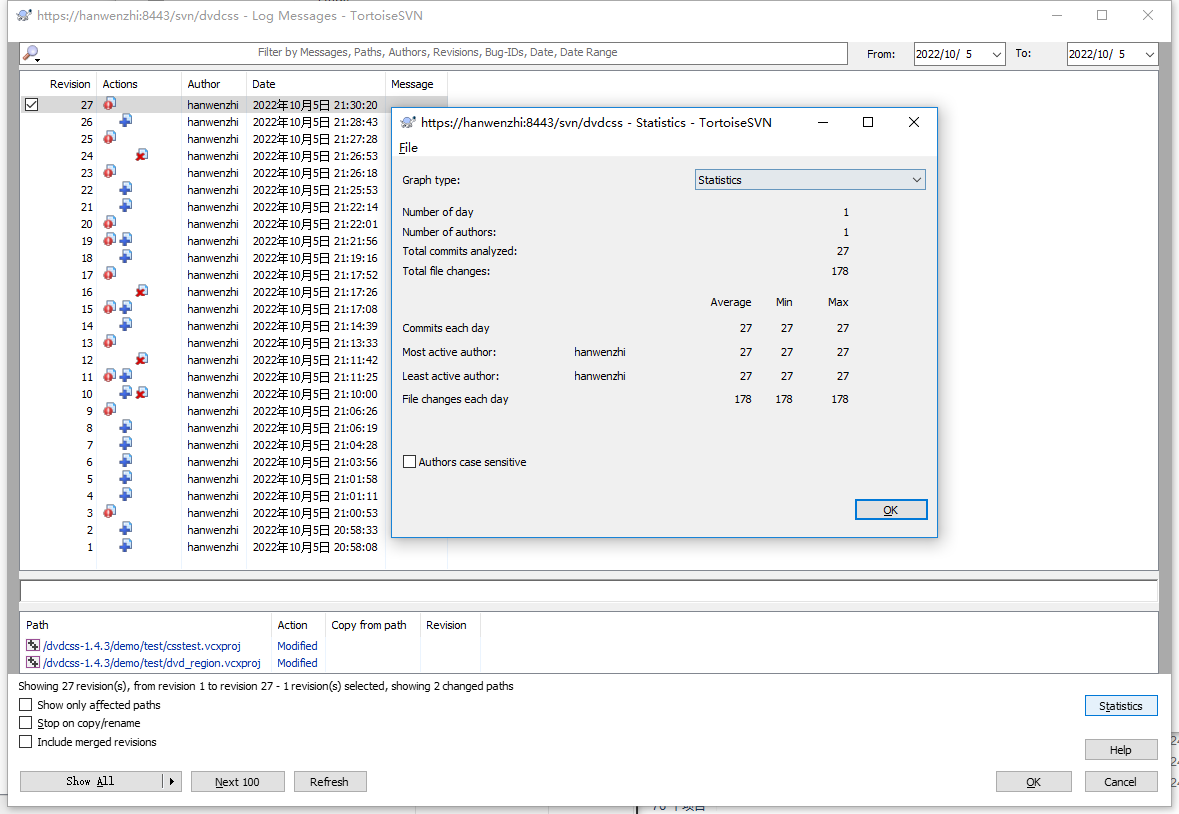 https://hanwenzhi:8443/svn/dvdcss - Log Messages - TortoiseSVN
Filter by Messages, Paths, Authors, Revisions, Bug-IDs, Date, Date Range
From: 2022/10/ 5 To: 2022/10/ 5
Revision Actions Author Date Message
27 hanwenzhi 2022年10月5日 21:30:20
26 hanwenzhi 2022年10月5日 21:28:43
25 hanwenzhi 2022年10月5日 21:27:28
24 hanwenzhi 2022年10月5日 21:26:53
23 hanwenzhi 2022年10月5日 21:26:18
22 hanwenzhi 2022年10月5日 21:25:53
21 hanwenzhi 2022年10月5日 21:22:14
20 hanwenzhi 2022年10月5日 21:22:01
19 hanwenzhi 2022年10月5日 21:21:56
18 hanwenzhi 2022年10月5日 21:19:16
17 hanwenzhi 2022年10月5日 21:17:52
16 hanwenzhi 2022年10月5日 21:17:26
15 hanwenzhi 2022年10月5日 21:17:08
14 hanwenzhi 2022年10月5日 21:14:39
13 hanwenzhi 2022年10月5日 21:13:33
12 hanwenzhi 2022年10月5日 21:11:42
11 hanwenzhi 2022年10月5日 21:11:25
10 hanwenzhi 2022年10月5日 21:10:00
9 hanwenzhi 2022年10月5日 21:06:26
8 hanwenzhi 2022年10月5日 21:06:19
7 hanwenzhi 2022年10月5日 21:04:28
6 hanwenzhi 2022年10月5日 21:03:56
5 hanwenzhi 2022年10月5日 21:01:58
4 hanwenzhi 2022年10月5日 21:01:11
3 hanwenzhi 2022年10月5日 21:00:53
2 hanwenzhi 2022年10月5日 20:58:33
1 hanwenzhi 2022年10月5日 20:58:08
https://hanwenzhi:8443/svn/dvdcss - Statistics - TortoiseSVN
File
Graph type: Statistics
Number of day 1
Number of authors: 1
Total commits analyzed: 27
Total file changes: 178
Average Min Max
Commits each day 27 27 27
Most active author: hanwenzhi 27 27 27
Least active author: hanwenzhi 27 27 27
File changes each day 178 178 178
Authors case sensitive
OK
Path Action Copy from path Revision
/dvdcss-1.4.3/demo/test/csstest.vcxproj Modified
/dvdcss-1.4.3/demo/test/dvd_region.vcxproj Modified
Showing 27 revision(s), from revision 1 to revision 27 - 1 revision(s) selected, showing 2 changed paths
Show only affected paths
Statistics
Stop on copy/rename
Include merged revisions
Help
Show All Next 100 Refresh OK Cancel